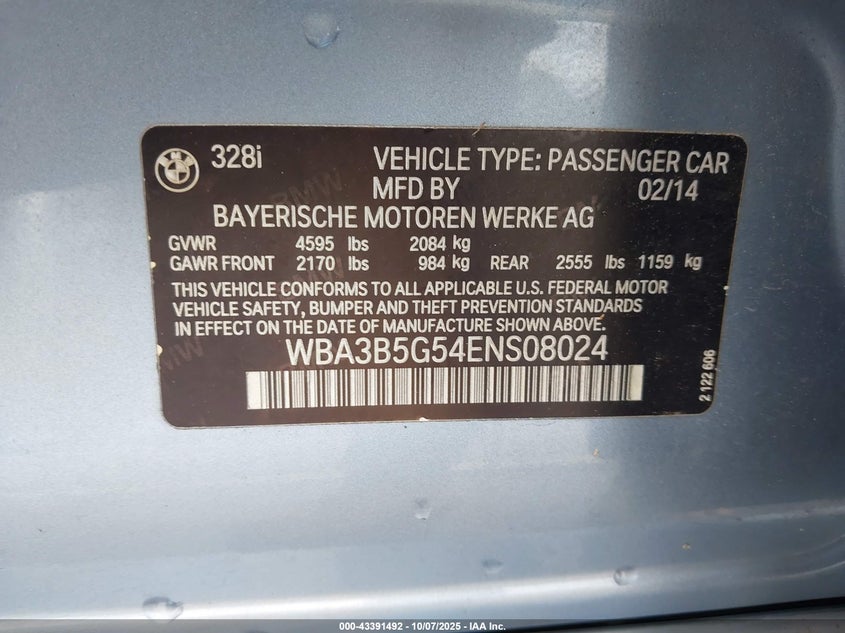 328i VEHICLE TYPE: PASSENGER CAR
MFD BY 02/14
BAYERISCHE MOTOREN WERKE AG
GVWR 4595 lbs 2084 kg
GAWR FRONT 2170 lbs 984 kg REAR 2555 lbs 1159 kg
THIS VEHICLE CONFORMS TO ALL APPLICABLE U.S. FEDERAL MOTOR
VEHICLE SAFETY, BUMPER AND THEFT PREVENTION STANDARDS
IN EFFECT ON THE DATE OF MANUFACTURE SHOWN ABOVE.
WBA3B5G54ENS08024
2 122 606
000-43391492 - 10/07/2025 - IAA Inc.